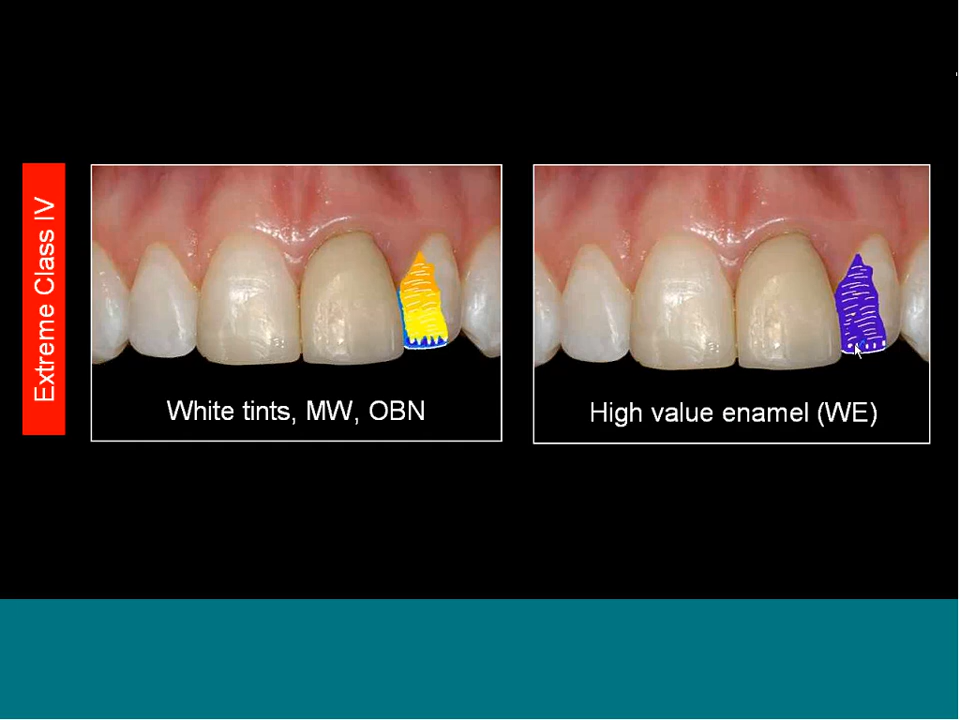 Extreme Class IV
White tints, MW, OBN
High value enamel (WE)